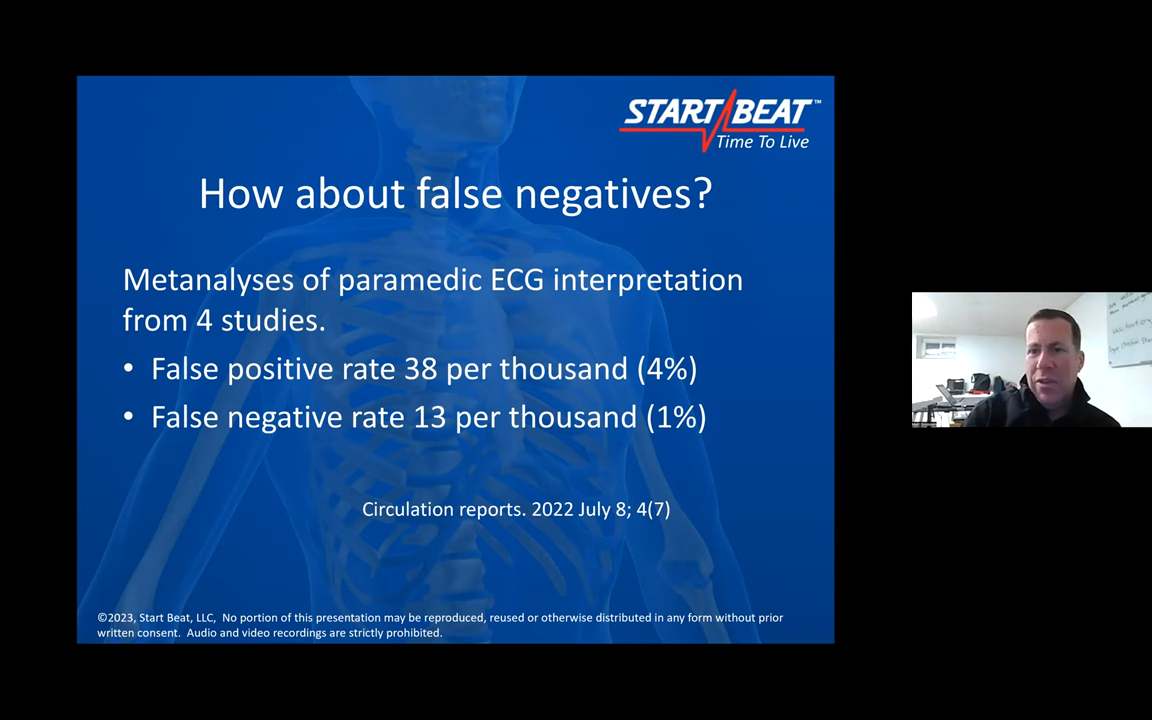 START BEAT™
Time To Live
How about false negatives?
Metanalyses of paramedic ECG interpretation
from 4 studies.
• False positive rate 38 per thousand (4%)
• False negative rate 13 per thousand (1%)
Circulation reports. 2022 July 8; 4(7)
©2023, Start Beat, LLC, No portion of this presentation may be reproduced, reused or otherwise distributed in any form without prior
written consent. Audio and video recordings are strictly prohibited.